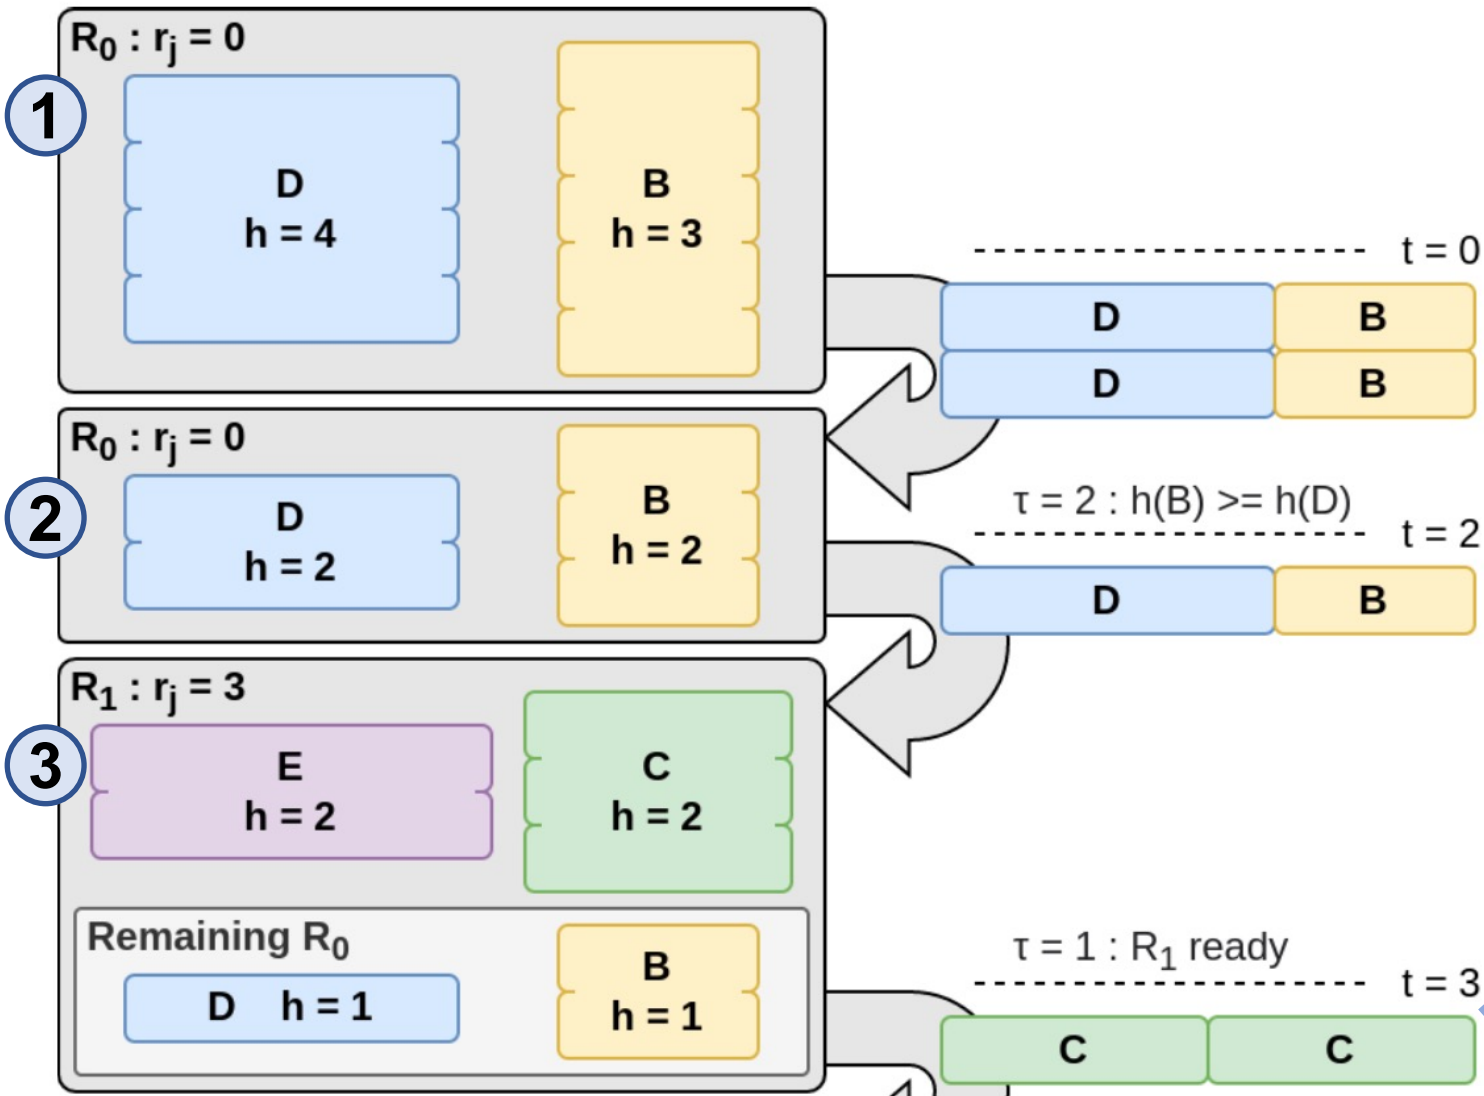 R0 : rj = 0
1
D
h = 4
B
h = 3
t = 0
D B
D B
R0 : rj = 0
2
D
h = 2
B
h = 2
τ = 2 : h(B) >= h(D)
t = 2
D B
R1 : rj = 3
3
E
h = 2
C
h = 2
Remaining R0
D h = 1
B
h = 1
τ = 1 : R1 ready
t = 3
C C